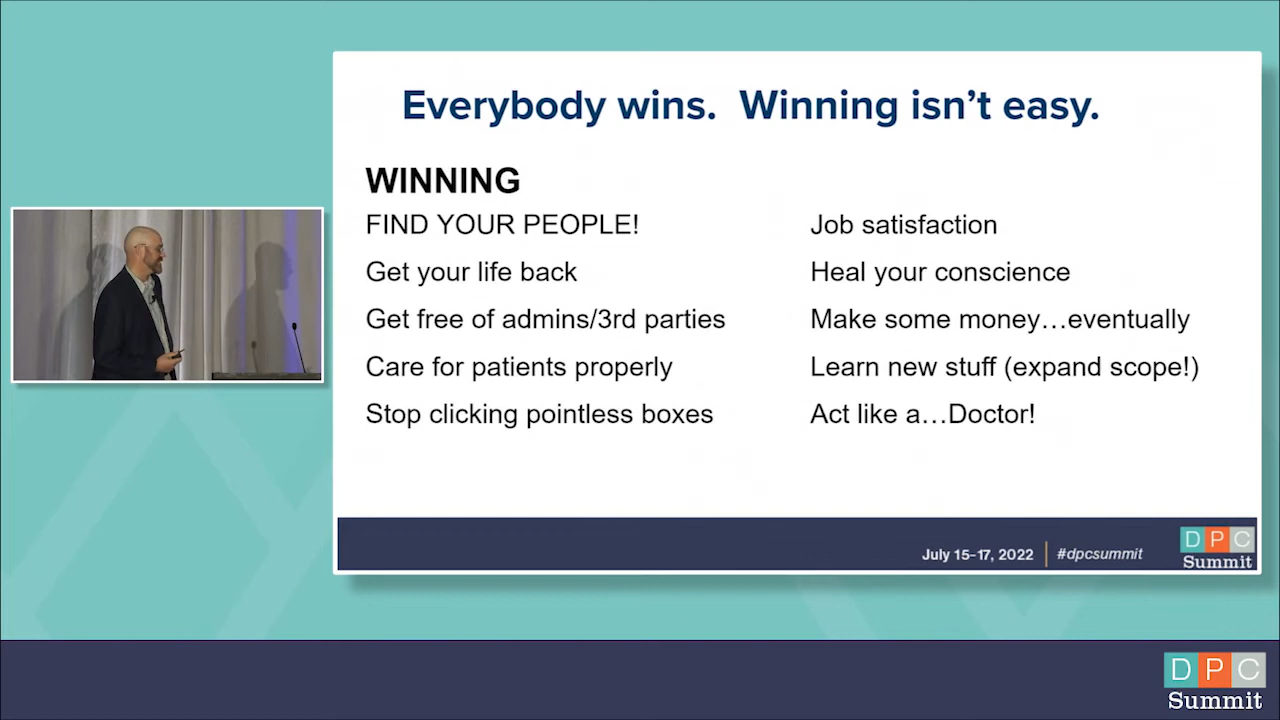 Everybody wins.  Winning isn't easy.
WINNING
FIND YOUR PEOPLE!
Get your life back
Get free of admins/3rd parties
Care for patients properly
Stop clicking pointless boxes
Job satisfaction
Heal your conscience
Make some money…eventually
Learn new stuff (expand scope!)
Act like a…Doctor!
July 15–17, 2022 | #dpcsummit
DPC
Summit
DPC
Summit